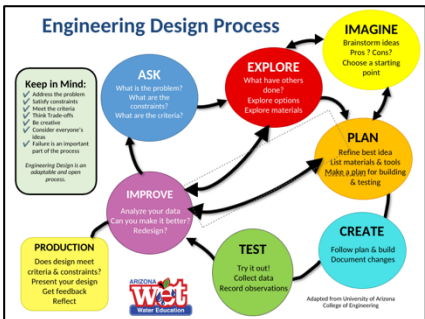 Engineering Design Process
Keep in Mind:
Address the problem
Satisfy constraints
Meet the criteria
Think Trade-offs
Be creative
Consider everyone's
ideas
Failure is an important
part of the process
Engineering Design is an
adaptable and open
process.
ASK
What is the problem?
What are the
constraints?
What are the criteria?
EXPLORE
What have others
done?
Explore options
Explore materials
IMAGINE
Brainstorm ideas
Pros ? Cons?
Choose a starting
point
PLAN
Refine best idea
List materials & tools
Make a plan for building
& testing
CREATE
Follow plan & build
Document changes
TEST
Try it out!
Collect data
Record observations
IMPROVE
Analyze your data
Can you make it better?
Redesign?
PRODUCTION
Does design meet
criteria & constraints?
Present your design
Get feedback
Reflect
ARIZONA
Wet
Water Education
Adapted from University of Arizona
College of Engineering